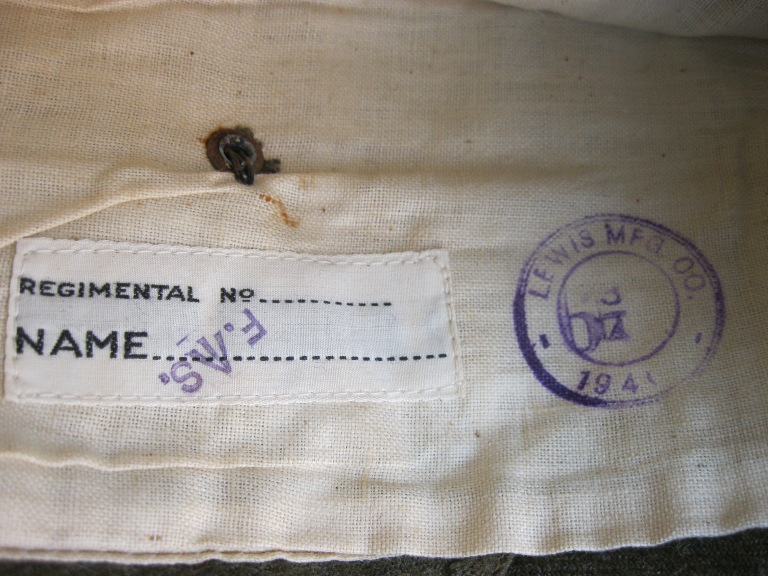 REGIMENTAL Nº..............
NAME..............................
F.W.S.
LEWIS MFG. CO.
194